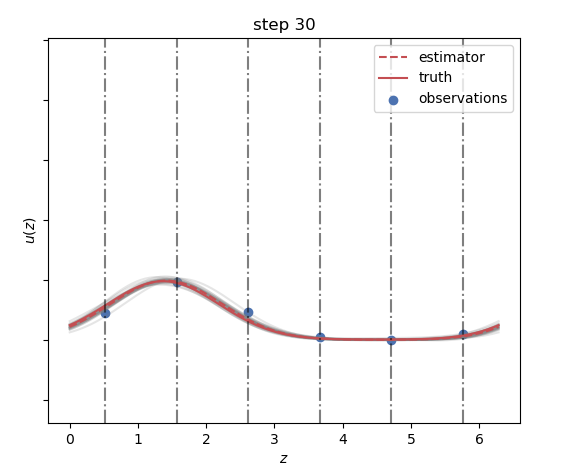 step 30
estimator
truth
observations
u(z)
0 1 2 3 4 5 6
z